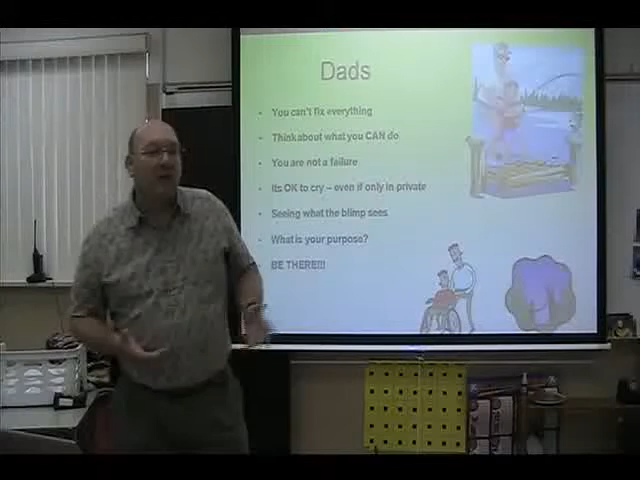 Dads
- You can't fix everything
- Think about what you CAN do
- You are not a failure
- Its OK to cry – even if only in private
- Seeing what the blimp sees
- What is your purpose?
BE THERE!!!